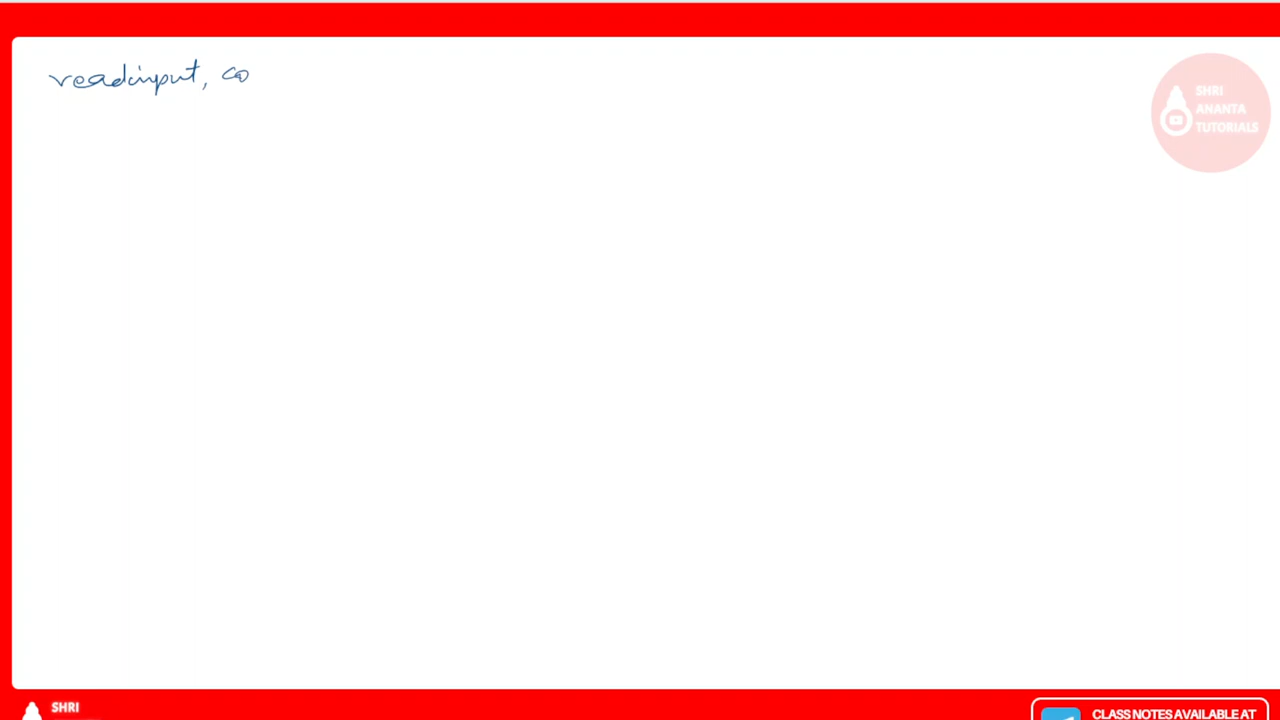 readinput, co
SHRI
ANANTA
TUTORIALS
SHRI
CLASS NOTES AVAILABLE AT